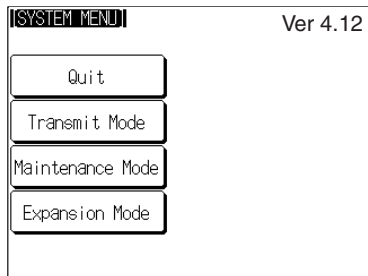 SYSTEM MENU
Ver 4.12
Quit
Transmit Mode
Maintenance Mode
Expansion Mode